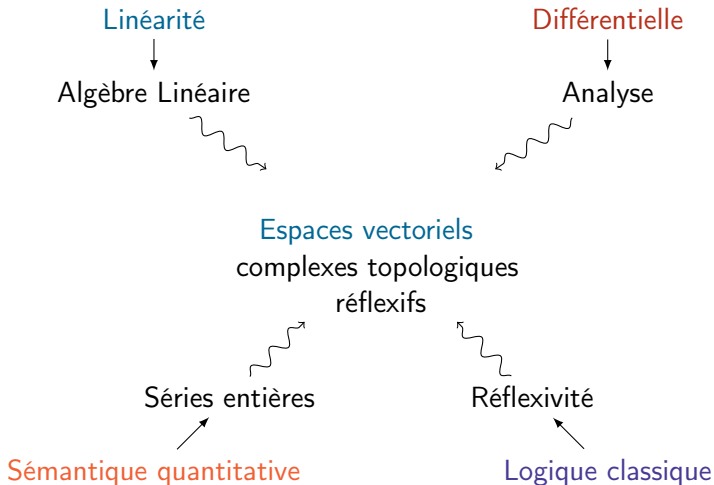 Linéarité
Différentielle
Algèbre Linéaire
Analyse
Espaces vectoriels
complexes topologiques
réflexifs
Séries entières
Réflexivité
Sémantique quantitative
Logique classique